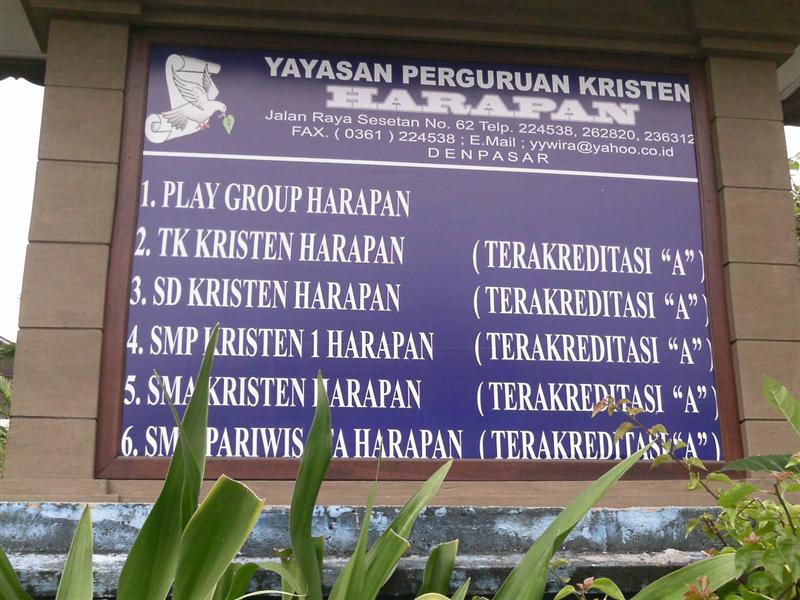 YAYASAN PERGURUAN KRISTEN
HARAPAN
Jalan Raya Sesetan No. 62 Telp. 224538, 262820, 236312
FAX. ( 0361 ) 224538 ; E.Mail ; yywira@yahoo.co.id
DENPASAR
1. PLAY GROUP HARAPAN
2. TK KRISTEN HARAPAN ( TERAKREDITASI “A” )
3. SD KRISTEN HARAPAN ( TERAKREDITASI “A” )
4. SMP KRISTEN 1 HARAPAN ( TERAKREDITASI “A” )
5. SMA KRISTEN HARAPAN ( TERAKREDITASI “A” )
6. HARAPAN (TERAKREDITASI “A”)